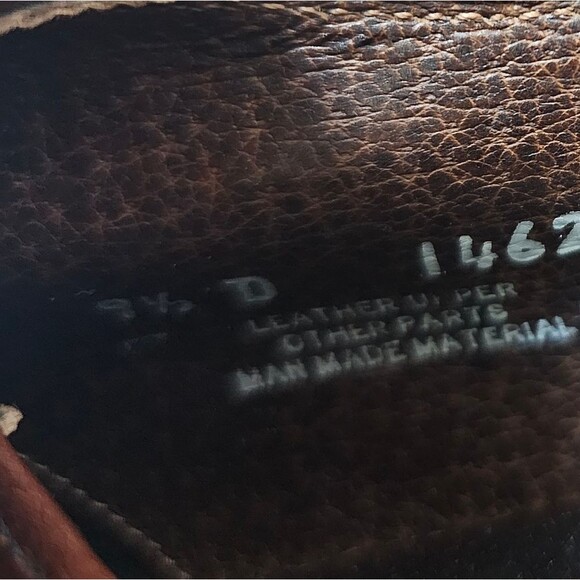 D 1462
LEATHER UPPER
OTHER PARTS
MAN MADE MATERIAL